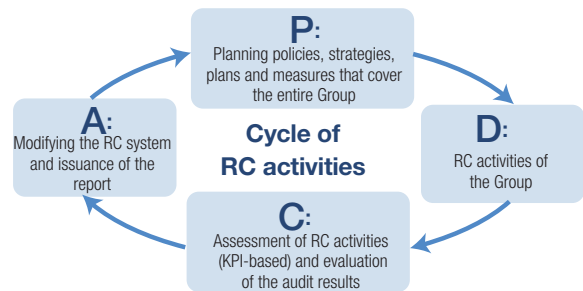 P:
Planning policies, strategies,
plans and measures that cover
the entire Group
A:
Modifying the RC system
and issuance of the
report
Cycle of
RC activities
D:
RC activities of
the Group
C:
Assessment of RC activities
(KPI-based) and evaluation
of the audit results